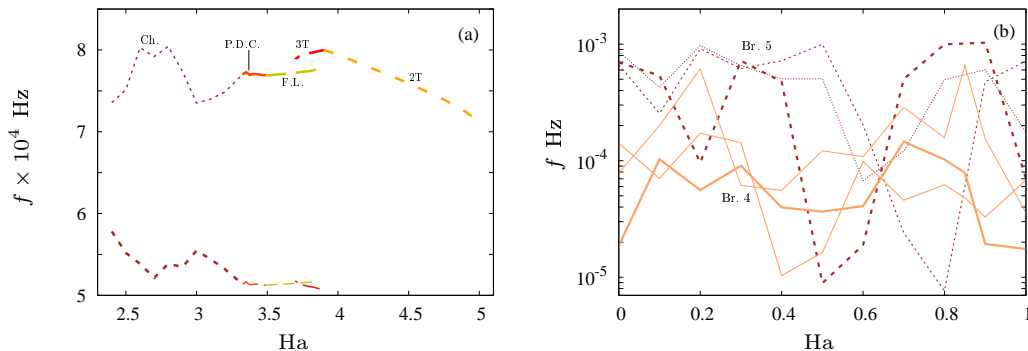 (a)
Ch.
P.D.C.
3T
F.L.
2T
8
7
6
5
f × 10^4 Hz
2.5 3 3.5 4 4.5 5
Ha
(b)
Br. 5
Br. 4
10^-3
10^-4
10^-5
f Hz
0 0.2 0.4 0.6 0.8 1
Ha